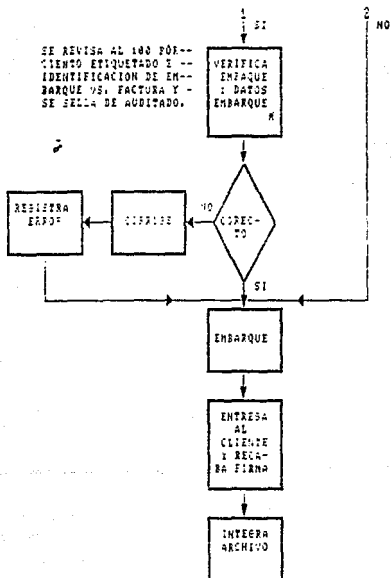 1
2
SI
NO
SE REVISA AL 100 POR--
CIENTO ETIQUETADO E --
IDENTIFICACION DE EM--
BARQUE VS. FACTURA Y -
SE SELLA DE AUDITADO.
VERIFICA
EMPAQUE
Y DATOS
EMBARQUE
REGISTRA
ERROR
CORRIGE
NO
CORREC-
TO
SI
EMBARQUE
ENTREGA
AL
CLIENTE
Y RECA-
BA FIRMA
INTEGRA
ARCHIVO